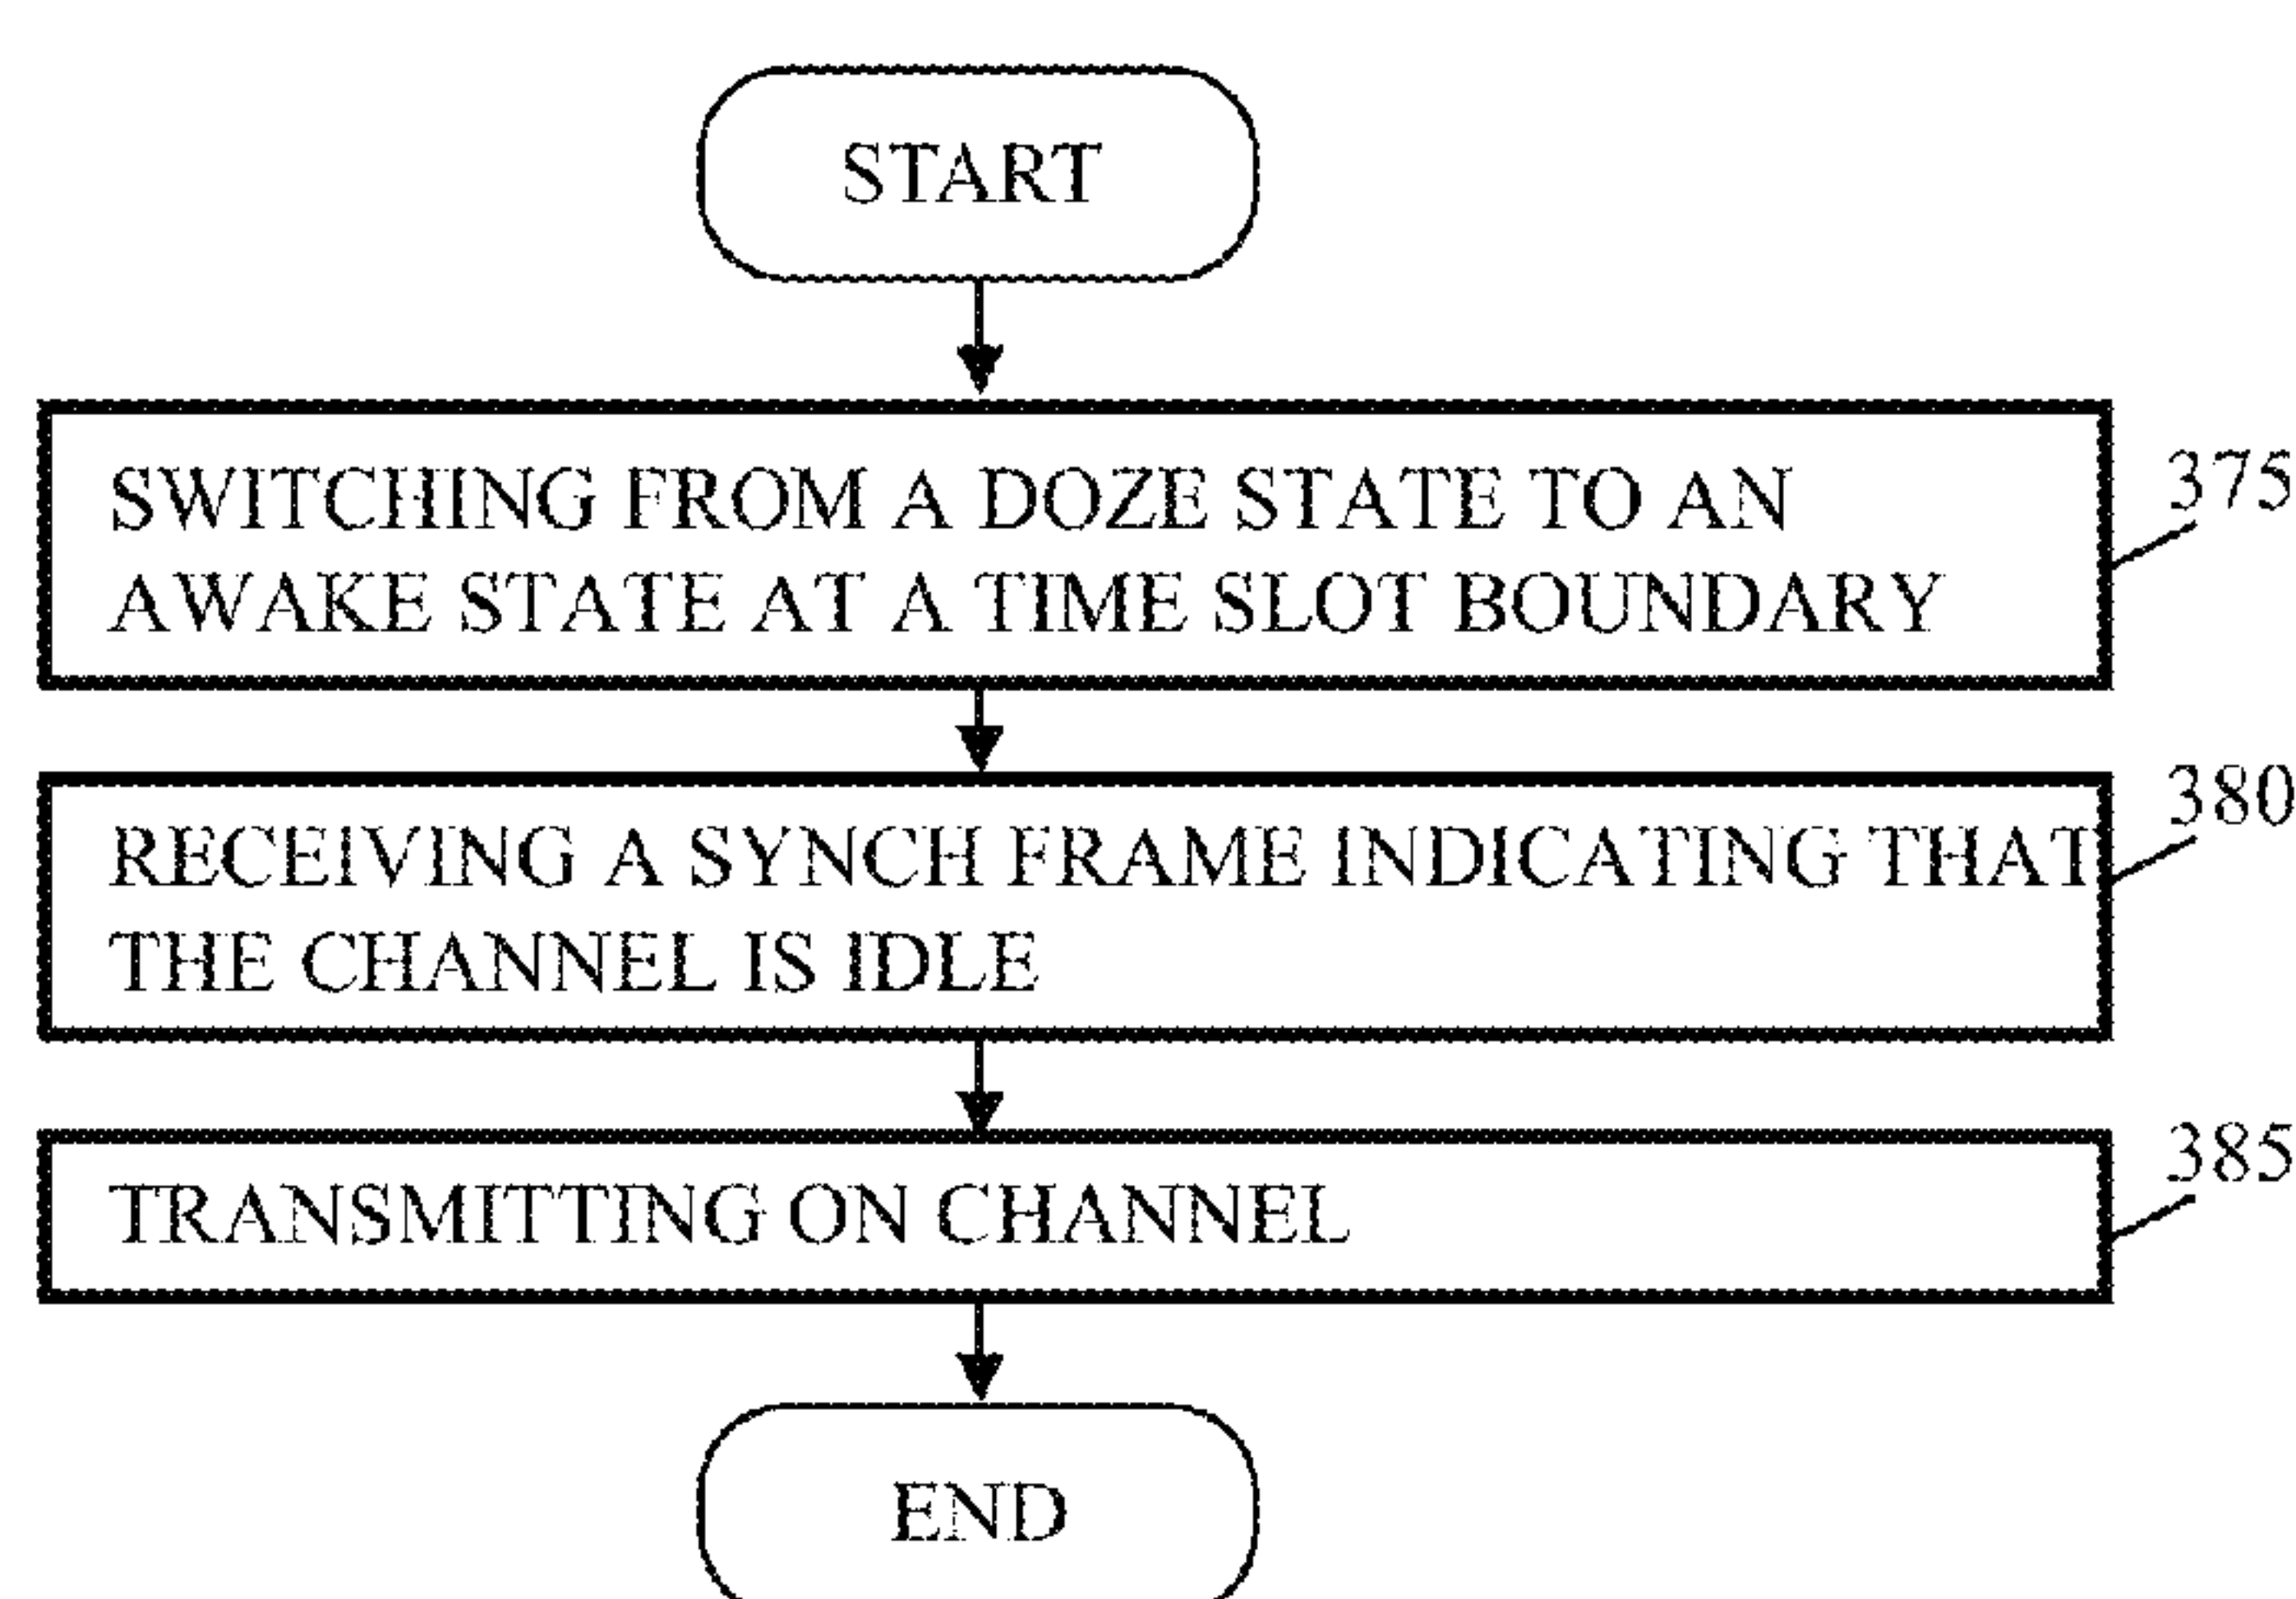 START
SWITCHING FROM A DOZE STATE TO AN
AWAKE STATE AT A TIME SLOT BOUNDARY
375
RECEIVING A SYNCH FRAME INDICATING THAT
THE CHANNEL IS IDLE
380
TRANSMITTING ON CHANNEL
385
END